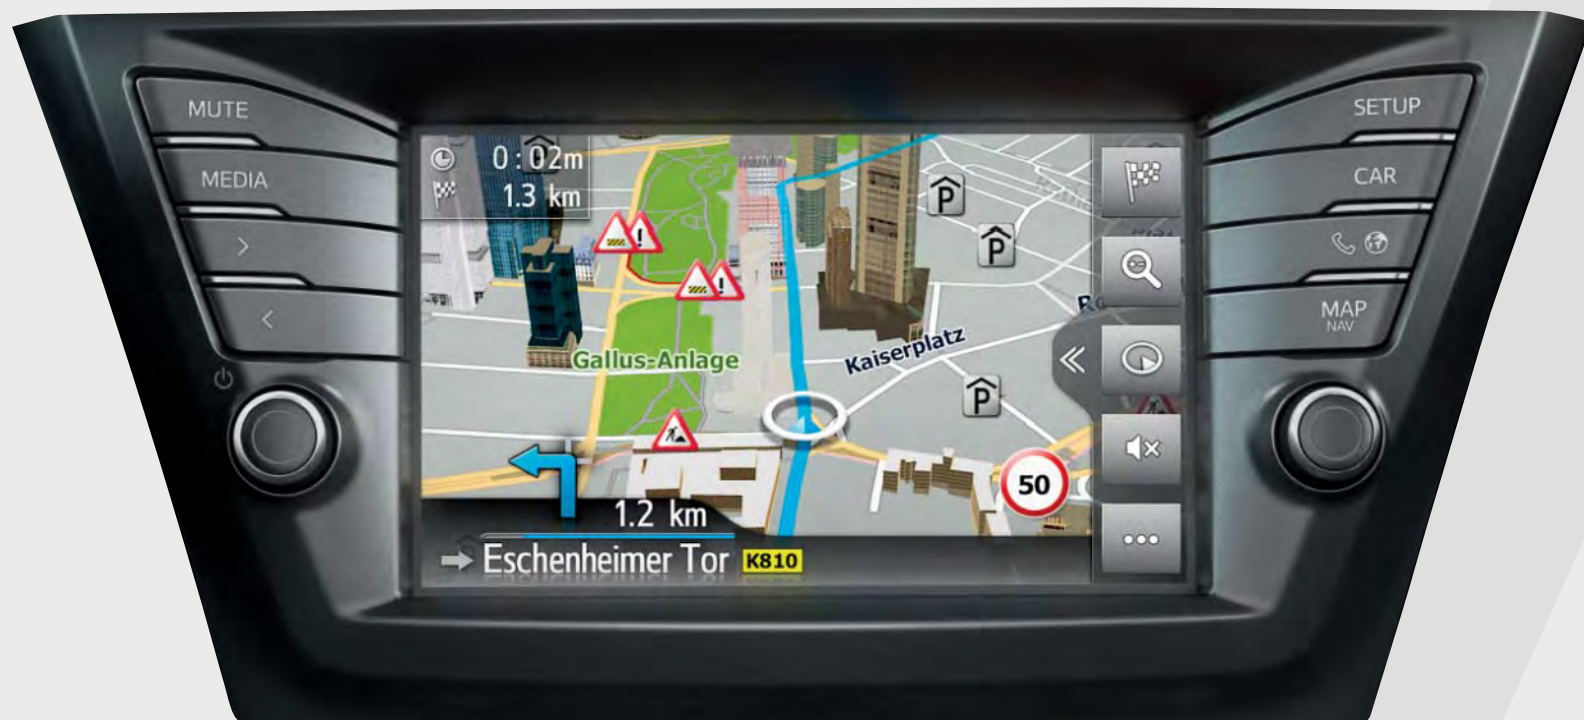 MUTE
MEDIA
SETUP
CAR
MAP
NAV
0:02m
1.3 km
P
P
P
Gallus-Anlage
Kaiserplatz
50
1.2 km
Eschenheimer Tor K810